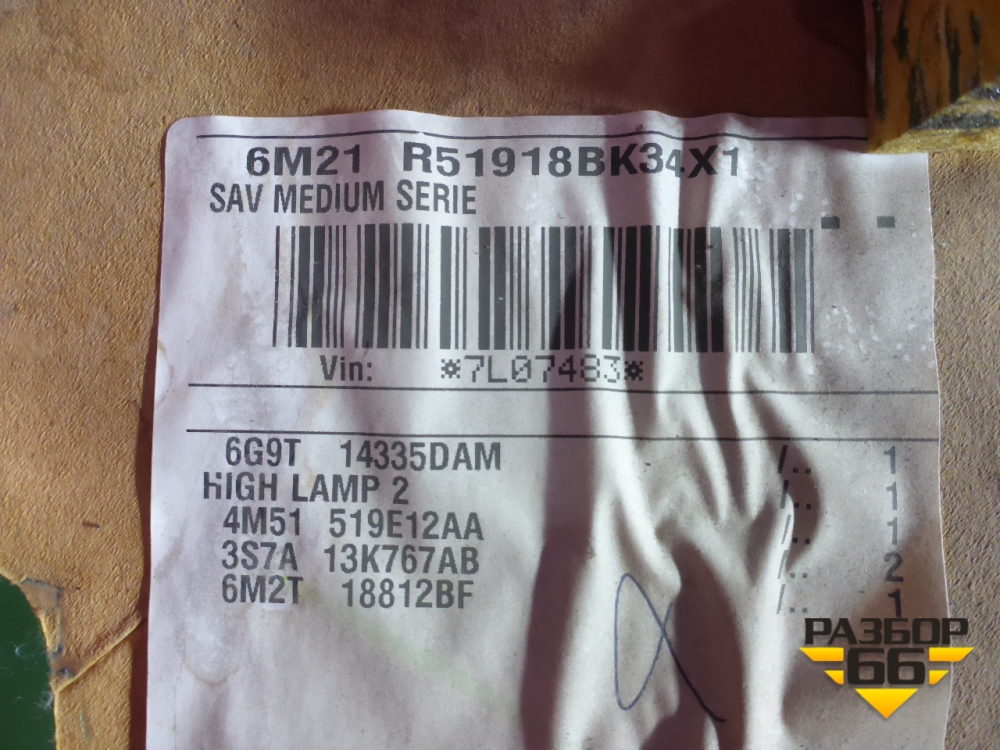 6M21 R51918BK34X1
SAV MEDIUM SERIE
Vin: *7L07483*
6G9T 14335DAM /.. 1
HIGH LAMP 2 /.. 1
4M51 519E12AA /.. 1
3S7A 13K767AB /.. 2
6M2T 18812BF /.. 1
РАЗБОР
66